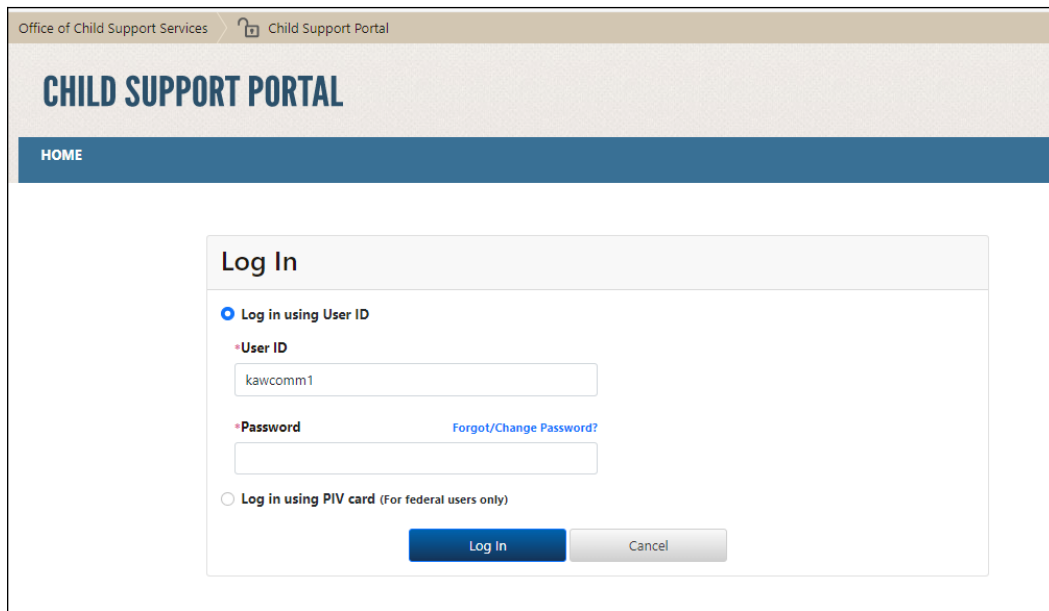 Office of Child Support Services Child Support Portal
CHILD SUPPORT PORTAL
HOME
Log In
Log in using User ID
*User ID
kawcomm1
*Password Forgot/Change Password?
Log in using PIV card (For federal users only)
Log In Cancel